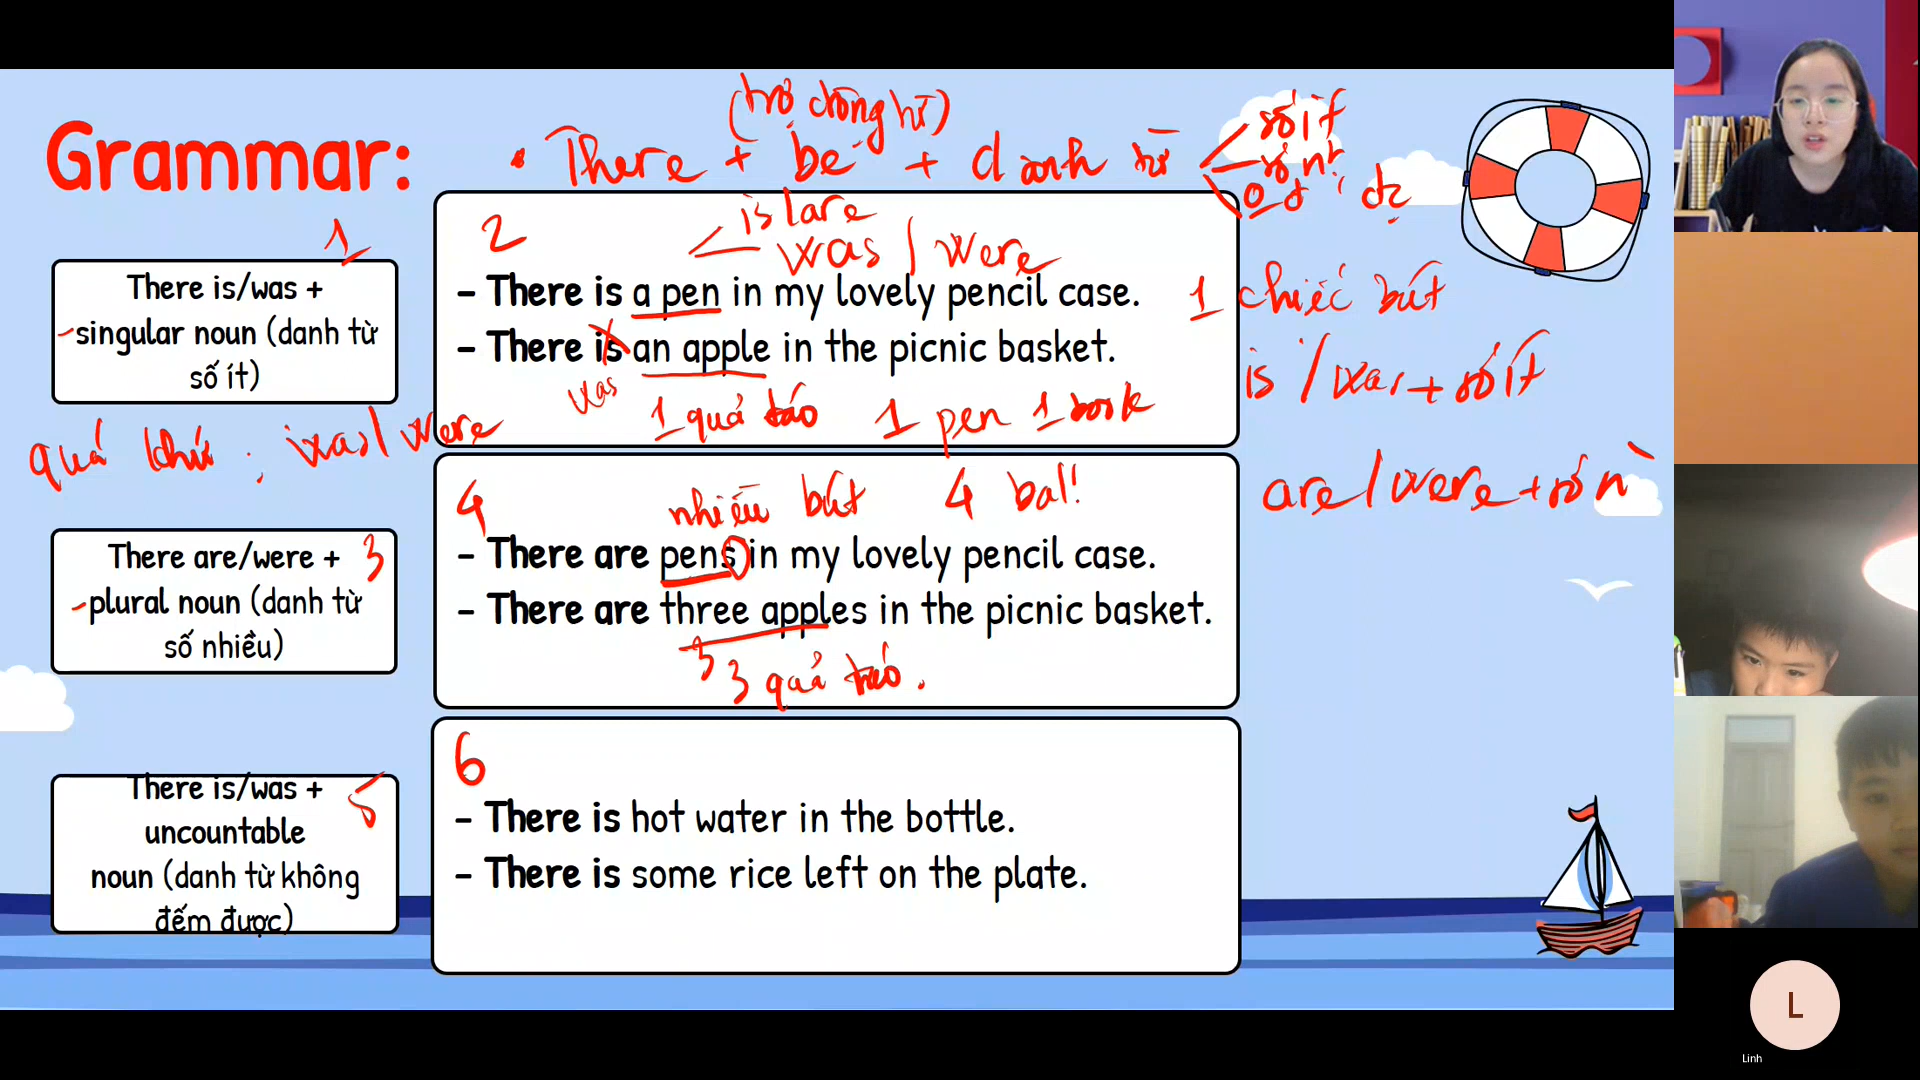 Grammar:
(trợ động từ)
• There + be + danh từ
số ít
số nh`
o đ đc
1
There is/was +
singular noun (danh từ
số ít)
2
is/are
was / were
- There is a pen in my lovely pencil case.
- There is an apple in the picnic basket.
was
1 quả táo 1 pen 1 book
1 chiếc bút
is / was + số ít
are / were + số n`
quá khứ : was/ were
3
There are/were +
plural noun (danh từ
số nhiều)
4
nhiều bút 4 bal!
- There are pens in my lovely pencil case.
- There are three apples in the picnic basket.
3
3 quả táo.
5
There is/was +
uncountable
noun (danh từ không
đếm được)
6
- There is hot water in the bottle.
- There is some rice left on the plate.
L
Linh